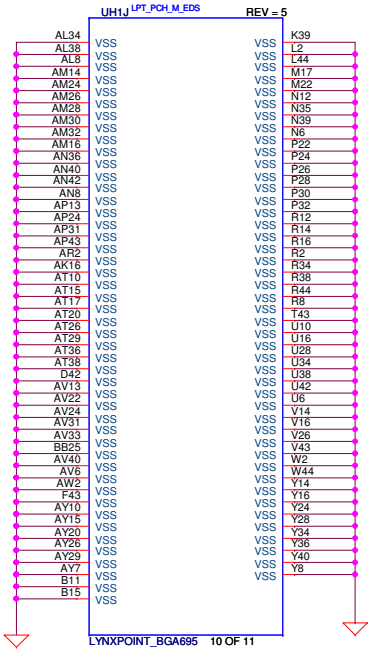 UH1J LPT_PCH_M_EDS REV = 5
AL34 VSS VSS K39
AL38 VSS VSS L2
AL8 VSS VSS L44
AM14 VSS VSS M17
AM24 VSS VSS M22
AM26 VSS VSS N12
AM28 VSS VSS N35
AM30 VSS VSS N39
AM32 VSS VSS N6
AM16 VSS VSS P22
AN36 VSS VSS P24
AN40 VSS VSS P26
AN42 VSS VSS P28
AN8 VSS VSS P30
AP13 VSS VSS P32
AP24 VSS VSS R12
AP31 VSS VSS R14
AP43 VSS VSS R16
AR2 VSS VSS R2
AK16 VSS VSS R34
AT10 VSS VSS R38
AT15 VSS VSS R44
AT17 VSS VSS R8
AT20 VSS VSS T43
AT26 VSS VSS U10
AT29 VSS VSS U16
AT36 VSS VSS U28
AT38 VSS VSS U34
D42 VSS VSS U38
AV13 VSS VSS U42
AV22 VSS VSS U6
AV24 VSS VSS V14
AV31 VSS VSS V16
AV33 VSS VSS V26
BB25 VSS VSS V43
AV40 VSS VSS W2
AV6 VSS VSS W44
AW2 VSS VSS Y14
F43 VSS VSS Y16
AY10 VSS VSS Y24
AY15 VSS VSS Y28
AY20 VSS VSS Y34
AY26 VSS VSS Y36
AY29 VSS VSS Y40
AY7 VSS VSS Y8
B11 VSS
B15 VSS
LYNXPOINT_BGA695 10 OF 11